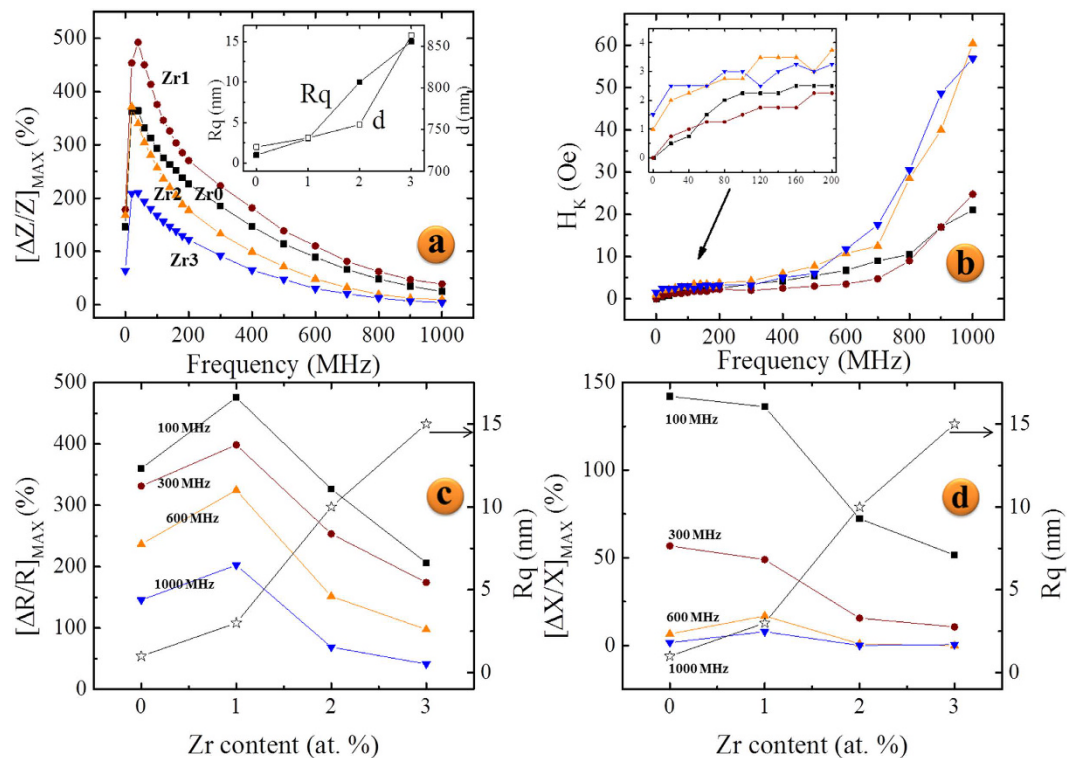 500
400
300
200
100
0
[ΔZ/Z]MAX (%)
0 200 400 600 800 1000
Frequency (MHz)
Zr1
Zr2
Zr0
Zr3
a
15
10
5
0
Rq (nm)
0 1 2 3
850
800
750
700
d (nm)
Rq
d
60
50
40
30
20
10
0
HK (Oe)
0 200 400 600 800 1000
Frequency (MHz)
4
3
2
1
0
0 40 80 120 160 200
b
500
400
300
200
100
0
[ΔR/R]MAX (%)
100 MHz
300 MHz
600 MHz
1000 MHz
c
15
10
5
0
Rq (nm)
0 1 2 3
Zr content (at. %)
150
100
50
0
[ΔX/X]MAX (%)
100 MHz
300 MHz
600 MHz
1000 MHz
d
15
10
5
0
Rq (nm)
0 1 2 3
Zr content (at. %)